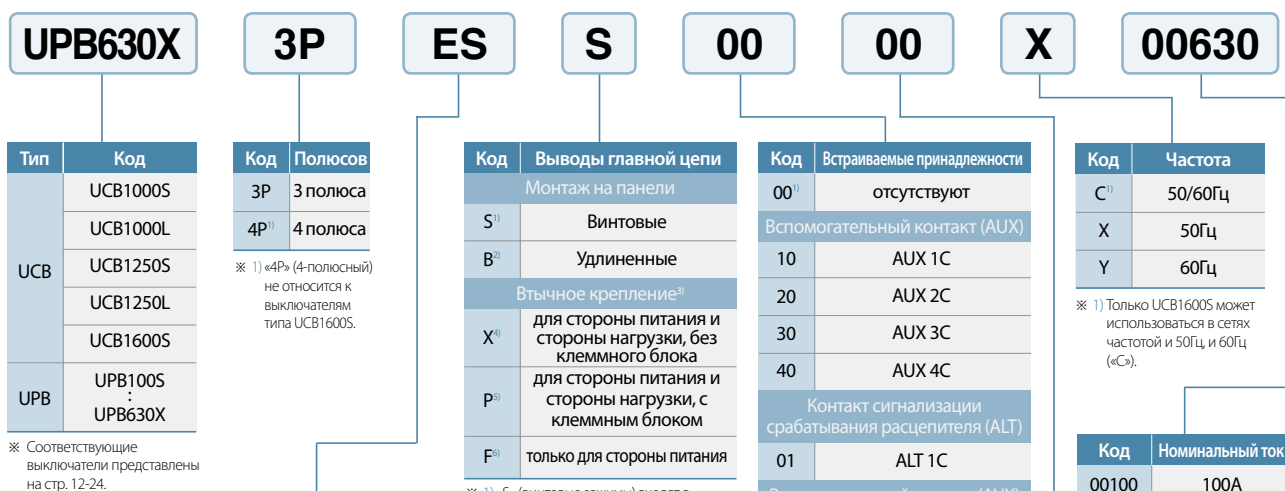 UPB630X 3P ES S 00 00 X 00630
Тип Код
UCB
UCB1000S
UCB1000L
UCB1250S
UCB1250L
UCB1600S
UPB
UPB100S
:
UPB630X
※ Соответствующие
выключатели представлены
на стр. 12-24.
Код Полюсов
3P 3 полюса
4P1) 4 полюса
※ 1) «4P» (4-полюсный)
не относится к
выключателям
типа UCB1600S.
Код Выводы главной цепи
Монтаж на панели
S1) Винтовые
B2) Удлиненные
Втычное крепление3)
X4) для стороны питания и
стороны нагрузки, без
клеммного блока
P5) для стороны питания и
стороны нагрузки, с
клеммным блоком
F6) только для стороны питания
Код Встраиваемые принадлежности
001) отсутствуют
Вспомогательный контакт (AUX)
10 AUX 1C
20 AUX 2C
30 AUX 3C
40 AUX 4C
Контакт сигнализации
срабатывания расцепителя (ALT)
01 ALT 1C
Код Частота
C1) 50/60Гц
X 50Гц
Y 60Гц
※ 1) Только UCB1600S может
использоваться в сетях
частотой и 50Гц, и 60Гц
(«C»).
Код Номинальный ток
00100 100A